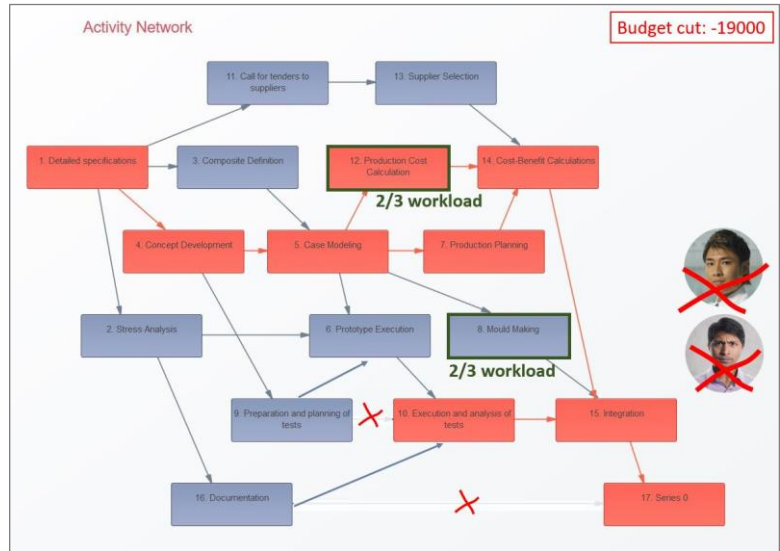 Activity Network
Budget cut: -19000
11. Call for tenders to
suppliers
13. Supplier Selection
1. Detailed specifications
3. Composite Definition
12. Production Cost
Calculation
14. Cost-Benefit Calculations
2/3 workload
4. Concept Development
5. Case Modeling
7. Production Planning
2. Stress Analysis
6. Prototype Execution
8. Mould Making
2/3 workload
9. Preparation and planning of
tests
10. Execution and analysis of
tests
15. Integration
16. Documentation
17. Series 0